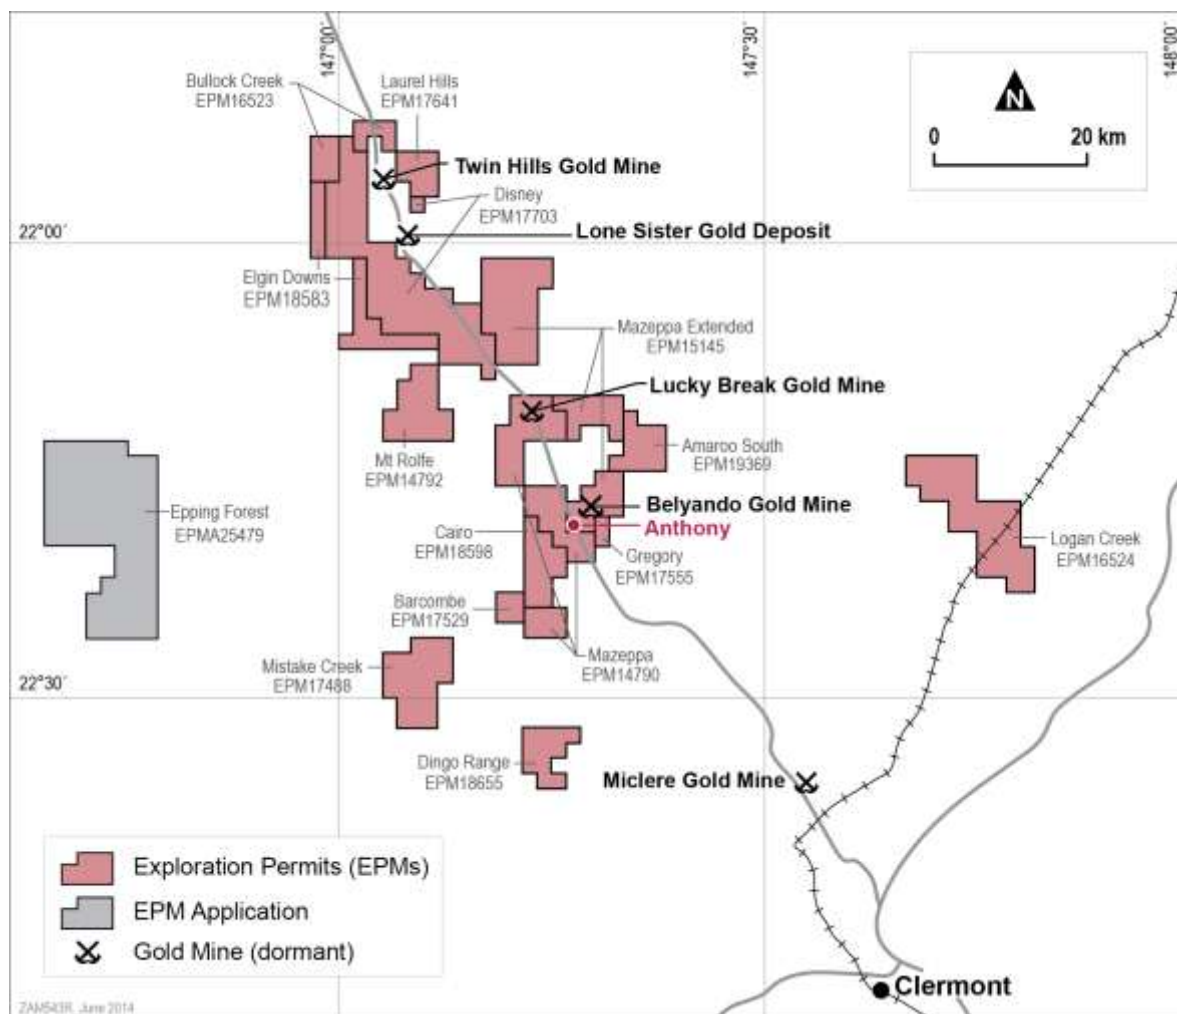 147°00'
147°30'
148°00'
Bullock Creek
EPM16523
Laurel Hills
EPM17641
N
0
20 km
Twin Hills Gold Mine
Disney
EPM17703
22°00'
Lone Sister Gold Deposit
Elgin Downs
EPM18583
Mazeppa Extended
EPM15145
Lucky Break Gold Mine
Amaroo South
EPM19369
Mt Rolfe
EPM14792
Epping Forest
EPMA25479
Belyando Gold Mine
Anthony
Cairo
EPM18598
Gregory
EPM17555
Logan Creek
EPM16524
Barcombe
EPM17529
Mazeppa
EPM14790
Mistake Creek
EPM17488
22°30'
Dingo Range
EPM18655
Miclere Gold Mine
Exploration Permits (EPMs)
EPM Application
Gold Mine (dormant)
Clermont
ZAM543R June 2014